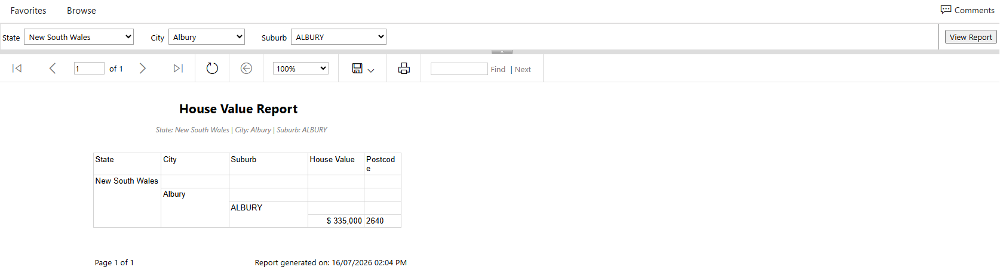 Favorites Browse Comments
State New South Wales City Albury Suburb ALBURY View Report
1 of 1 100% Find | Next
House Value Report
State: New South Wales | City: Albury | Suburb: ALBURY
State City Suburb House Value Postcod
e
New South Wales
Albury
ALBURY
$ 335,000 2640
Page 1 of 1 Report generated on: 16/07/2026 02:04 PM